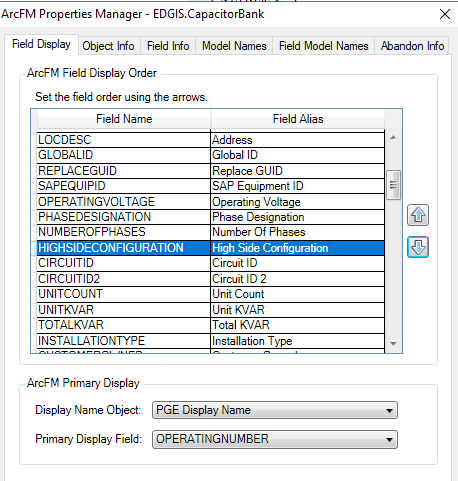 ArcFM Properties Manager - EDGIS.CapacitorBank
Field Display Object Info Field Info Model Names Field Model Names Abandon Info
ArcFM Field Display Order
Set the field order using the arrows.
Field Name Field Alias
LOCDESC Address
GLOBALID Global ID
REPLACEGUID Replace GUID
SAPEQUIPID SAP Equipment ID
OPERATINGVOLTAGE Operating Voltage
PHASEDESIGNATION Phase Designation
NUMBEROFPHASES Number Of Phases
HIGHSIDECONFIGURATION High Side Configuration
CIRCUITID Circuit ID
CIRCUITID2 Circuit ID 2
UNITCOUNT Unit Count
UNITKVAR Unit KVAR
TOTALKVAR Total KVAR
INSTALLATIONTYPE Installation Type
ArcFM Primary Display
Display Name Object: PGE Display Name
Primary Display Field: OPERATINGNUMBER